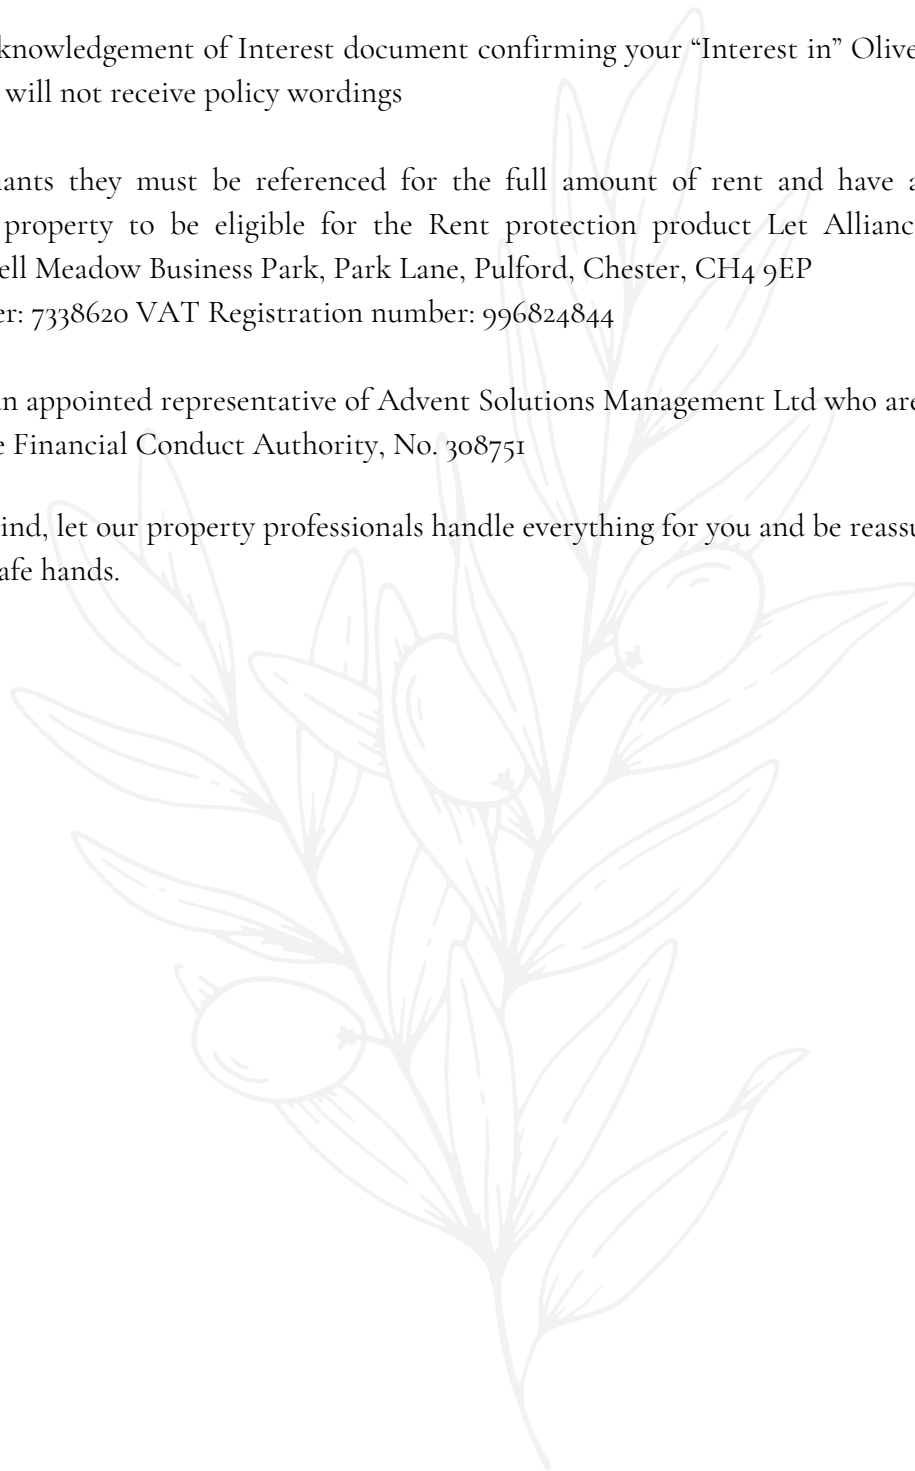 knowledgement of Interest document confirming your “Interest in” Olive
will not receive policy wordings
ants they must be referenced for the full amount of rent and have a
property to be eligible for the Rent protection product Let Allianc
ell Meadow Business Park, Park Lane, Pulford, Chester, CH4 9EP
er: 7338620 VAT Registration number: 996824844
an appointed representative of Advent Solutions Management Ltd who are
e Financial Conduct Authority, No. 308751
ind, let our property professionals handle everything for you and be reassu
afe hands.